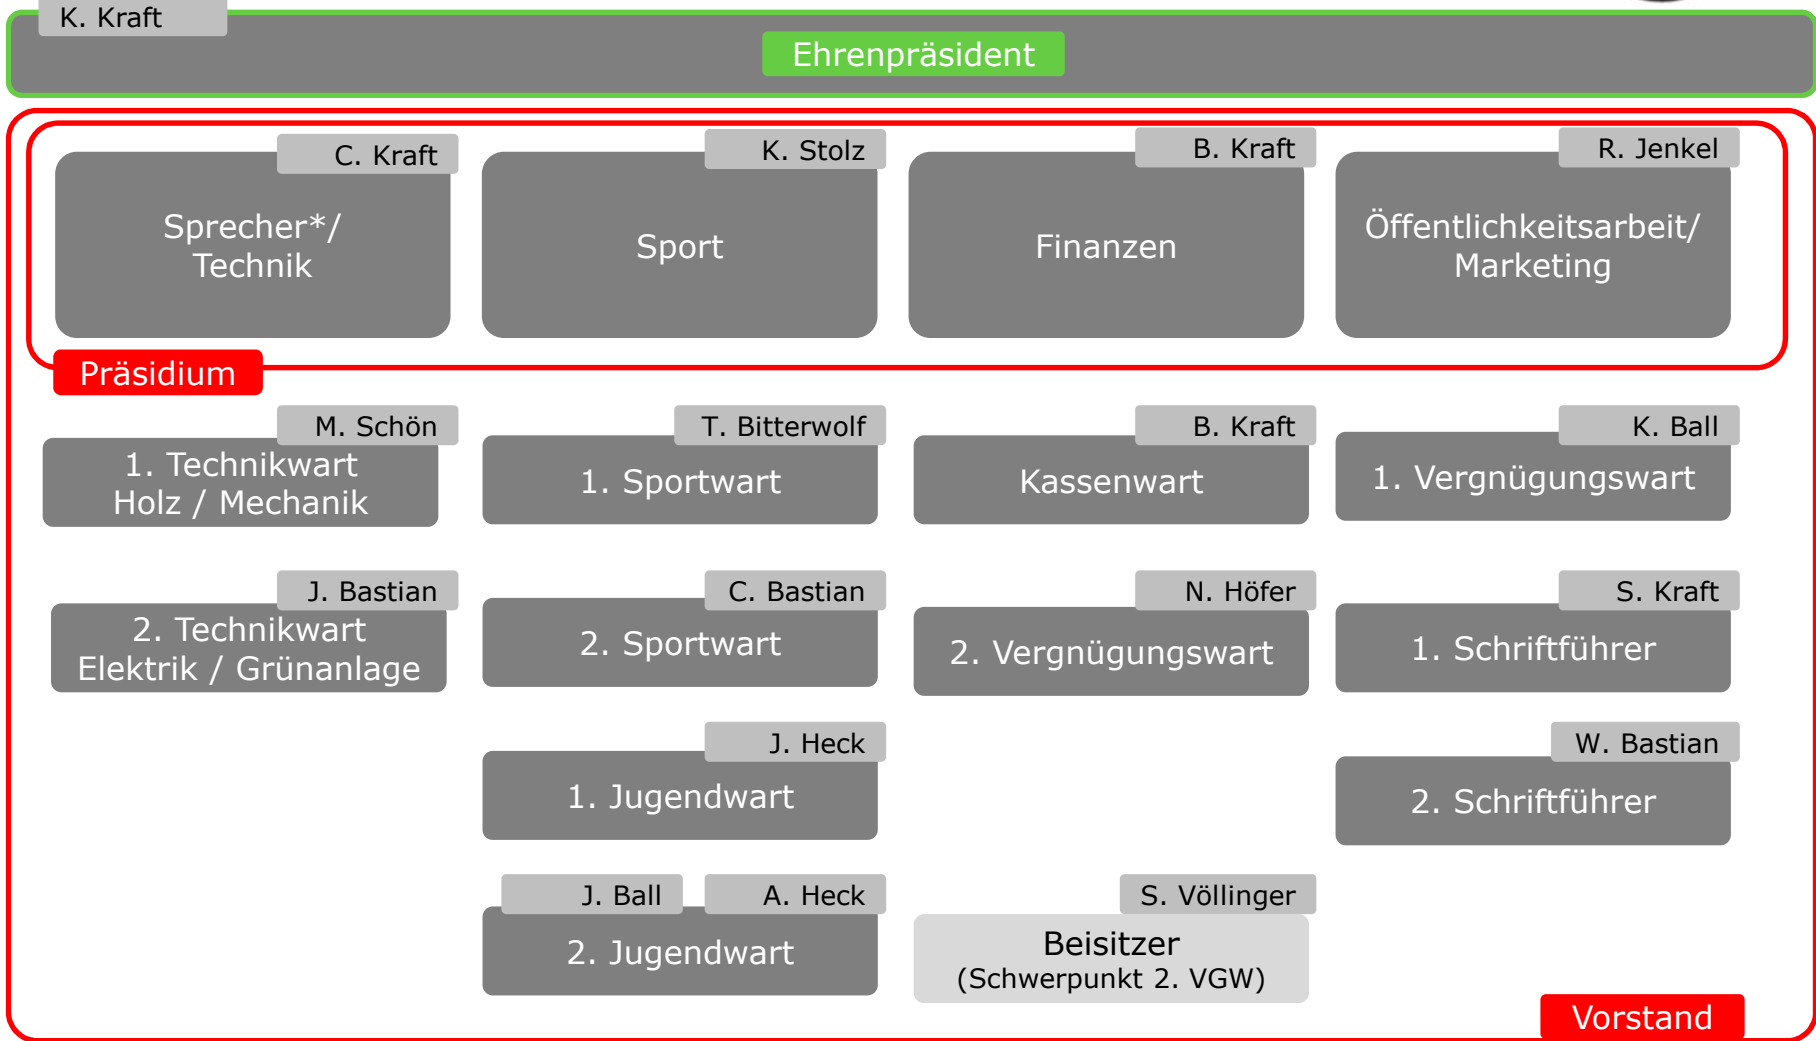 K. Kraft
Ehrenpräsident
C. Kraft
Sprecher*/
Technik
K. Stolz
Sport
B. Kraft
Finanzen
R. Jenkel
Öffentlichkeitsarbeit/
Marketing
Präsidium
M. Schön
1. Technikwart
Holz / Mechanik
T. Bitterwolf
1. Sportwart
B. Kraft
Kassenwart
K. Ball
1. Vergnügungswart
J. Bastian
2. Technikwart
Elektrik / Grünanlage
C. Bastian
2. Sportwart
N. Höfer
2. Vergnügungswart
S. Kraft
1. Schriftführer
J. Heck
1. Jugendwart
W. Bastian
2. Schriftführer
J. Ball
A. Heck
2. Jugendwart
S. Völlinger
Beisitzer
(Schwerpunkt 2. VGW)
Vorstand